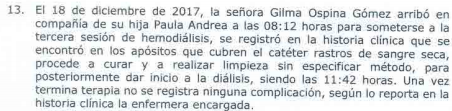 13. El 18 de diciembre de 2017, la señora Gilma Ospina Gómez arribó en
compañía de su hija Paula Andrea a las 08:12 horas para someterse a la
tercera sesión de hemodiálisis, se registró en la historia clínica que se
encontró en los apósitos que cubren el catéter rastros de sangre seca,
procede a curar y a realizar limpieza sin especificar método, para
posteriormente dar inicio a la diálisis, siendo las 11:42 horas. Una vez
termina terapia no se registra ninguna complicación, según lo reporta en la
historia clínica la enfermera encargada.